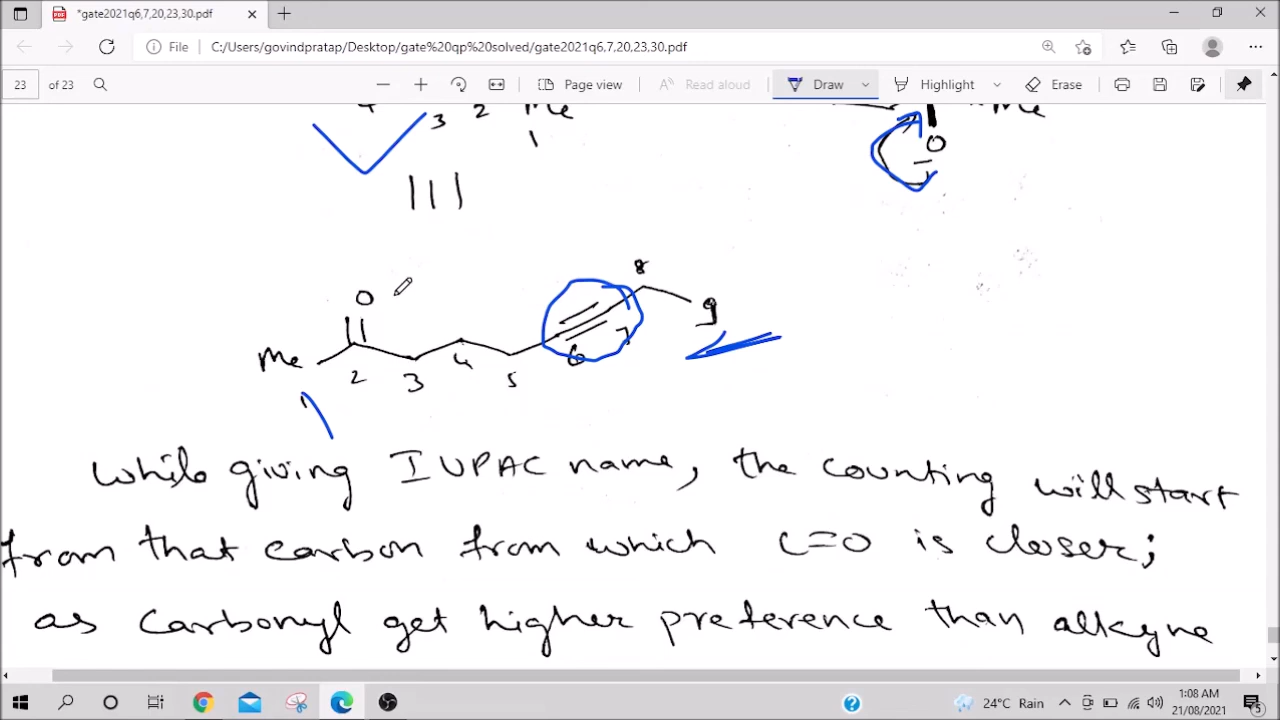 *gate2021q6,7,20,23,30.pdf
File C:/Users/govindpratap/Desktop/gate%20qp%20solved/gate2021q6,7,20,23,30.pdf
23 of 23 Page view Read aloud Draw Highlight Erase
3 2 Me Me
1 O
O 8
Me 9
1 2 3 4 5 6 7
While giving IUPAC name, the counting will start
from that carbon from which C=O is closer;
as carbonyl get higher preference than alkyne
24°C Rain 1:08 AM
21/08/2021 5